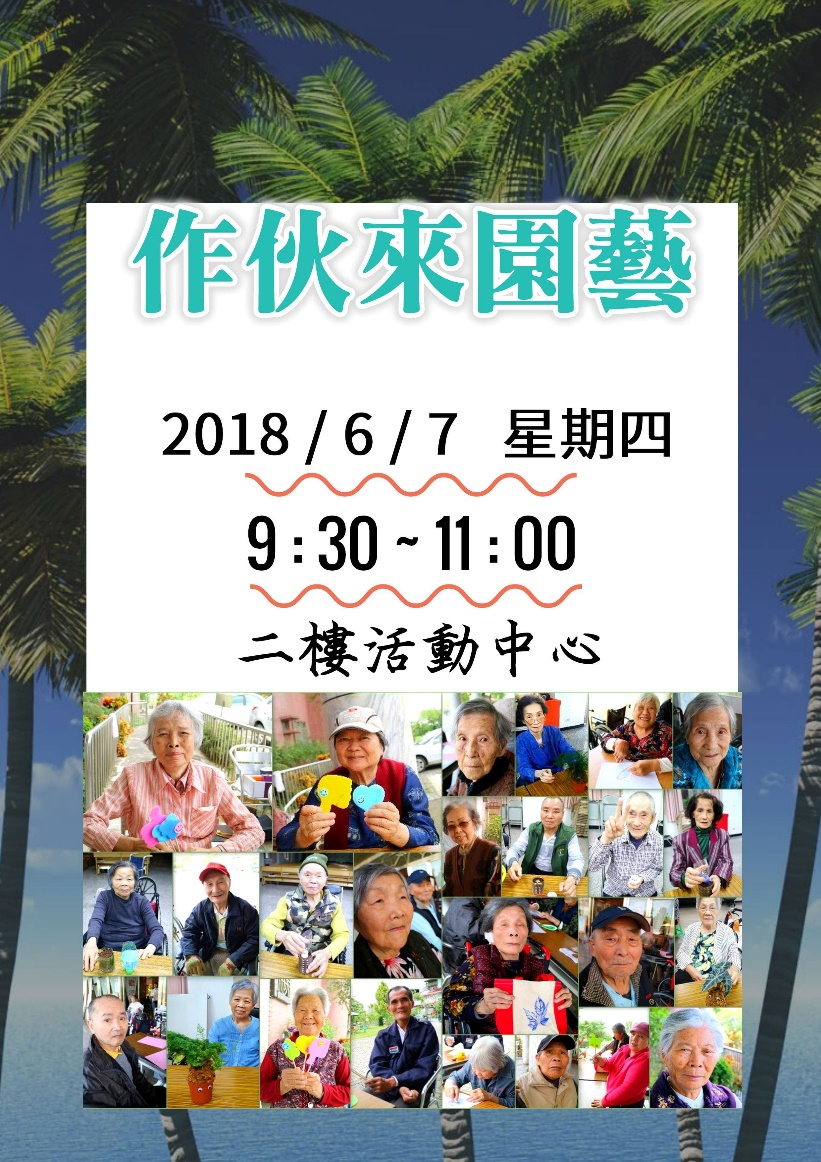 作伙來園藝
2018 / 6 / 7 星期四
9 : 30 ~ 11 : 00
二樓活動中心